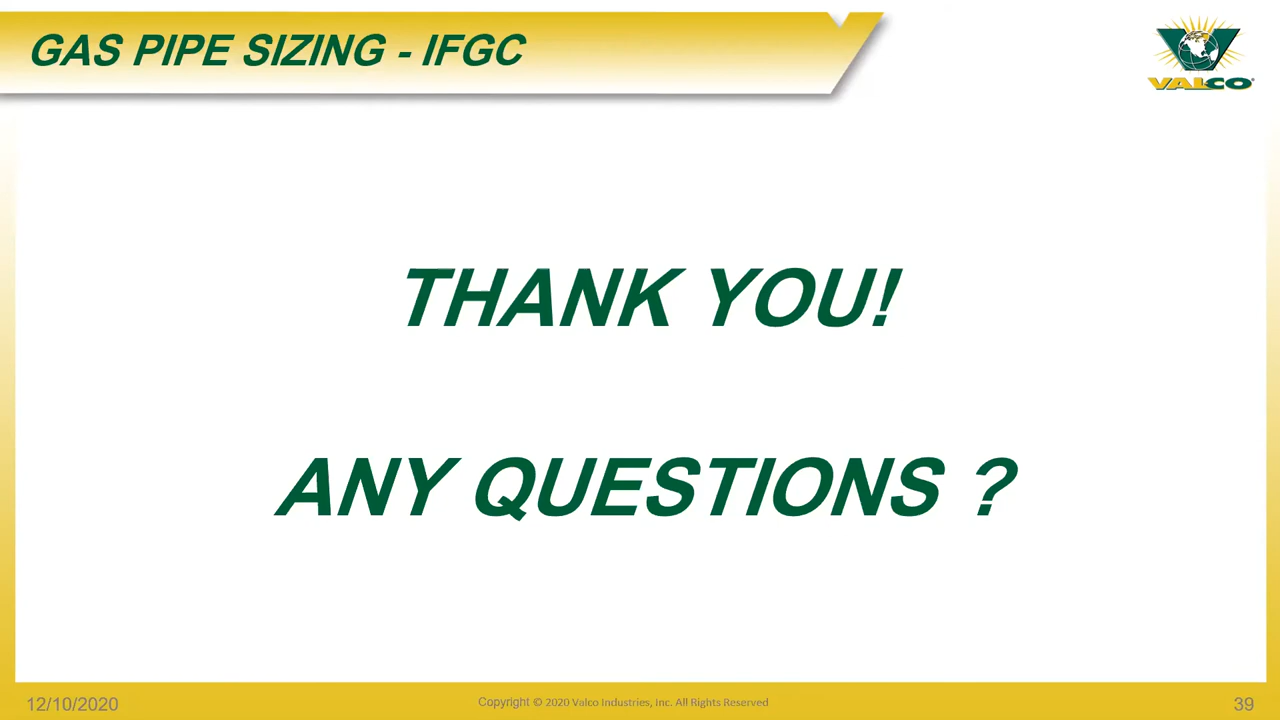 GAS PIPE SIZING - IFGC
VALCO
THANK YOU!
ANY QUESTIONS ?
12/10/2020
Copyright © 2020 Valco Industries, Inc. All Rights Reserved
39